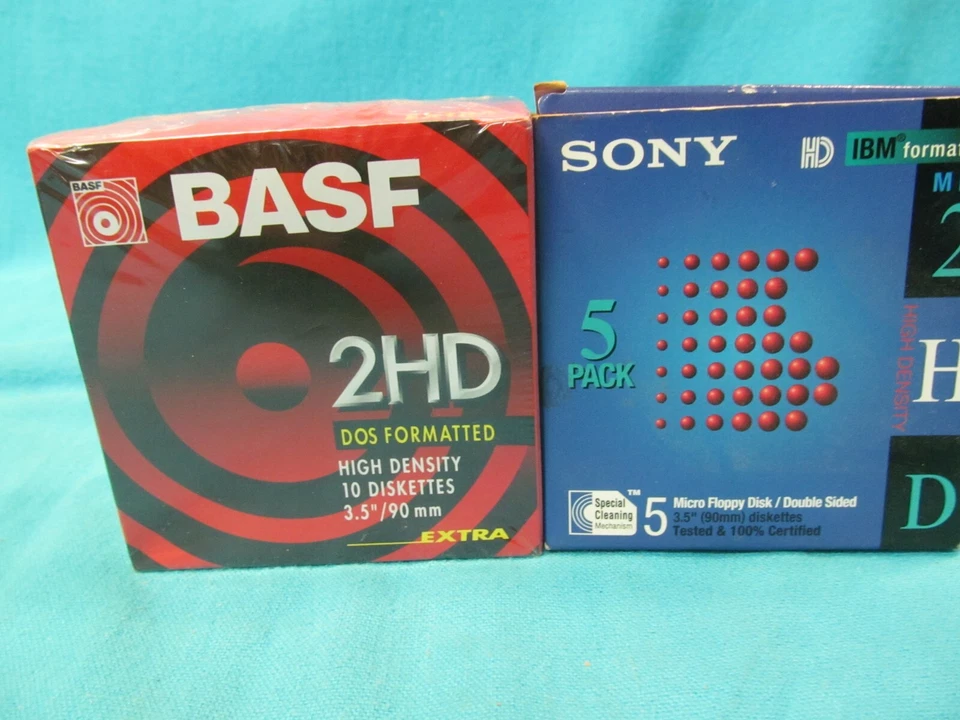 BASF
BASF
2HD
DOS FORMATTED
HIGH DENSITY
10 DISKETTES
3.5"/90 mm
EXTRA
SONY
HD
IBM® format
M
2
5
PACK
HIGH DENSITY
H
D
Special
Cleaning
Mechanism
™
5
Micro Floppy Disk / Double Sided
3.5" (90mm) diskettes
Tested & 100% Certified